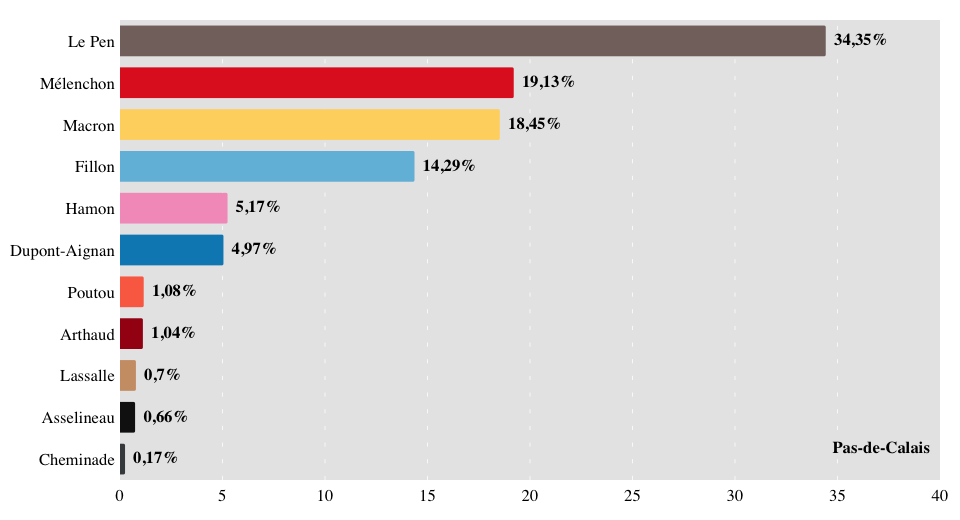 Le Pen 34,35%
Mélenchon 19,13%
Macron 18,45%
Fillon 14,29%
Hamon 5,17%
Dupont-Aignan 4,97%
Poutou 1,08%
Arthaud 1,04%
Lassalle 0,7%
Asselineau 0,66%
Pas-de-Calais
Cheminade 0,17%
0 5 10 15 20 25 30 35 40